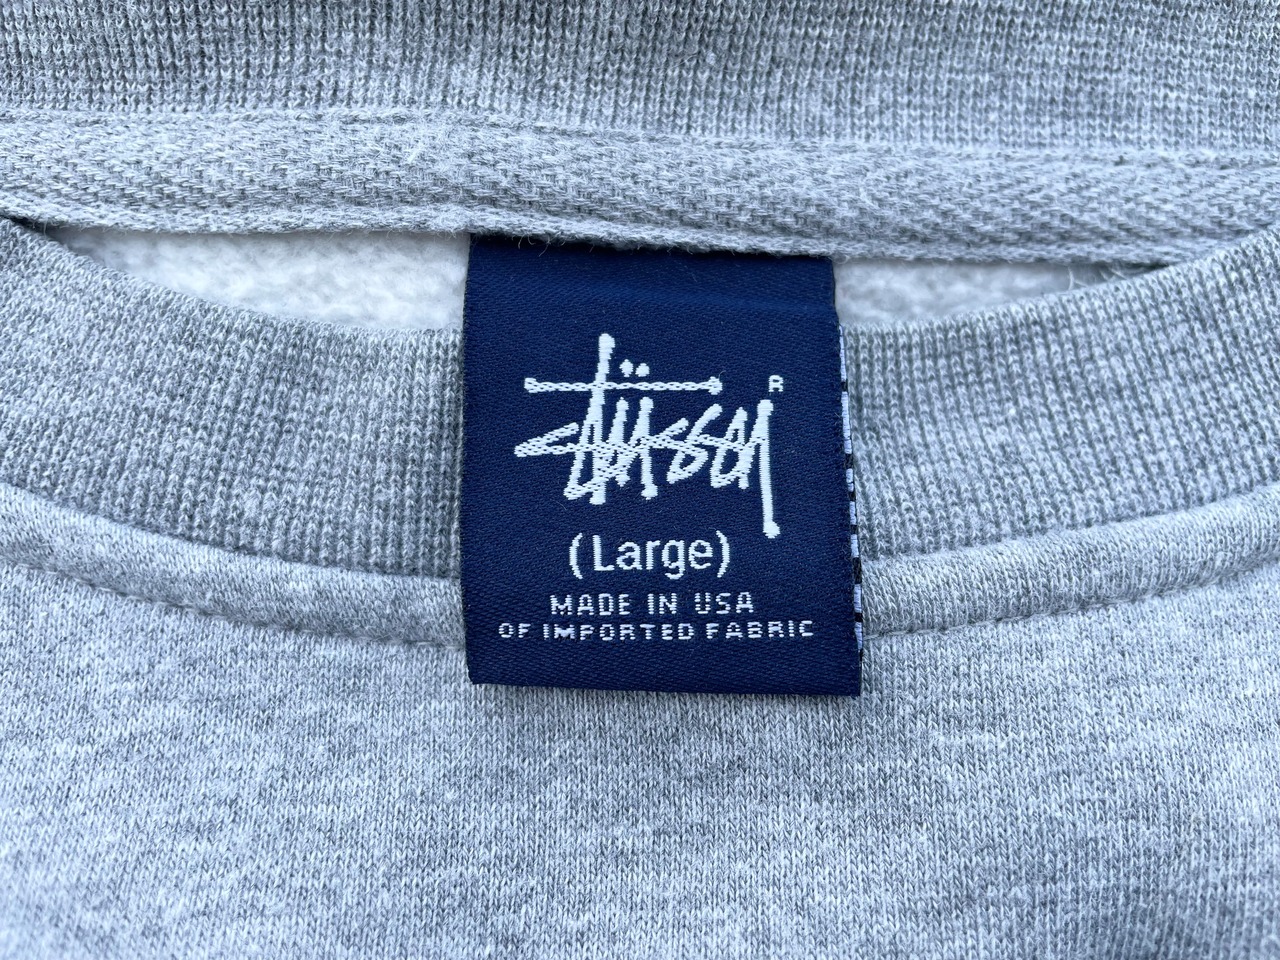 Stüssy
R
(Large)
MADE IN USA
OF IMPORTED FABRIC